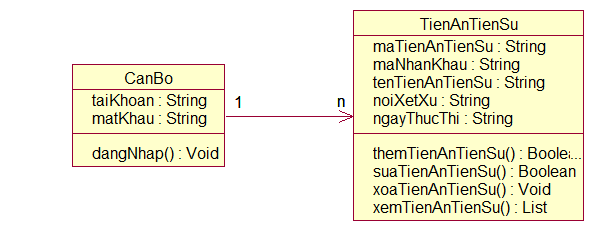 CanBo
taiKhoan : String
matKhau : String
dangNhap() : Void
1
n
TienAnTienSu
maTienAnTienSu : String
maNhanKhau : String
tenTienAnTienSu : String
noiXetXu : String
ngayThucThi : String
themTienAnTienSu() : Boolea...
suaTienAnTienSu() : Boolean
xoaTienAnTienSu() : Void
xemTienAnTienSu() : List